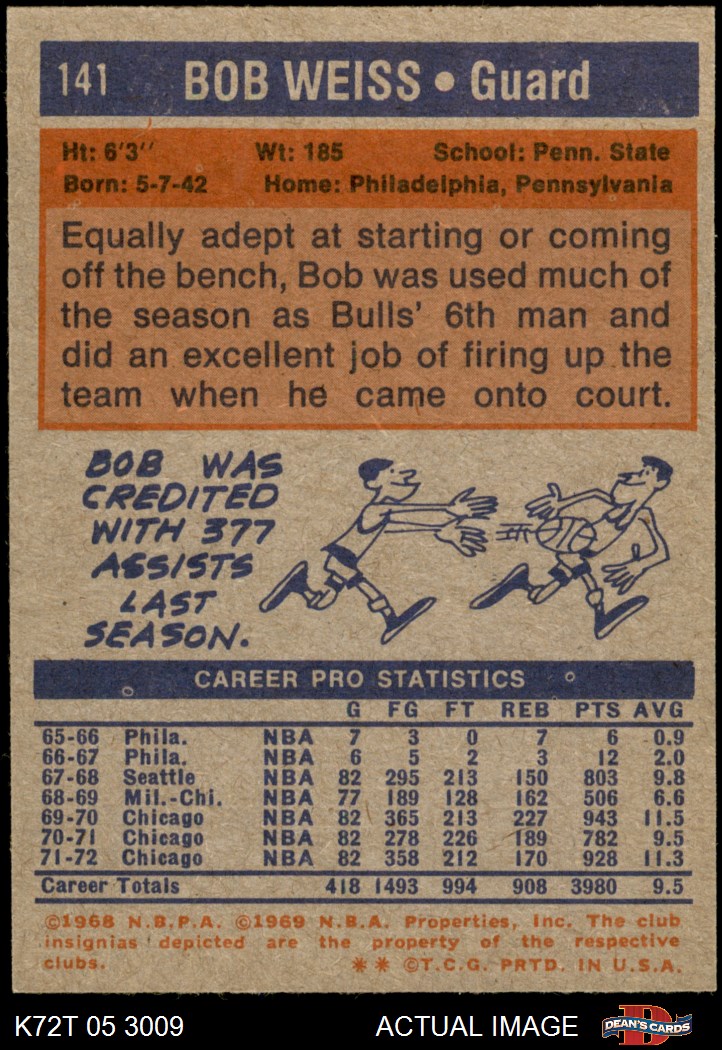 141 BOB WEISS • Guard
Ht: 6'3'' Wt: 185 School: Penn. State
Born: 5-7-42 Home: Philadelphia, Pennsylvania
Equally adept at starting or coming
off the bench, Bob was used much of
the season as Bulls' 6th man and
did an excellent job of firing up the
team when he came onto court.
BOB WAS
CREDITED
WITH 377
ASSISTS
LAST
SEASON.
CAREER PRO STATISTICS
G FG FT REB PTS AVG
65-66 Phila. NBA 7 3 0 7 6 0.9
66-67 Phila. NBA 6 5 2 3 12 2.0
67-68 Seattle NBA 82 295 213 150 803 9.8
68-69 Mil.-Chi. NBA 77 189 128 162 506 6.6
69-70 Chicago NBA 82 365 213 227 943 11.5
70-71 Chicago NBA 82 278 226 189 782 9.5
71-72 Chicago NBA 82 358 212 170 928 11.3
Career Totals 418 1493 994 908 3980 9.5
©1968 N.B.P.A. ©1969 N.B.A. Properties, Inc. The club
insignias depicted are the property of the respective
clubs. ** ©T.C.G. PRTD. IN U.S.A.
K72T 05 3009 ACTUAL IMAGE DEAN'S CARDS